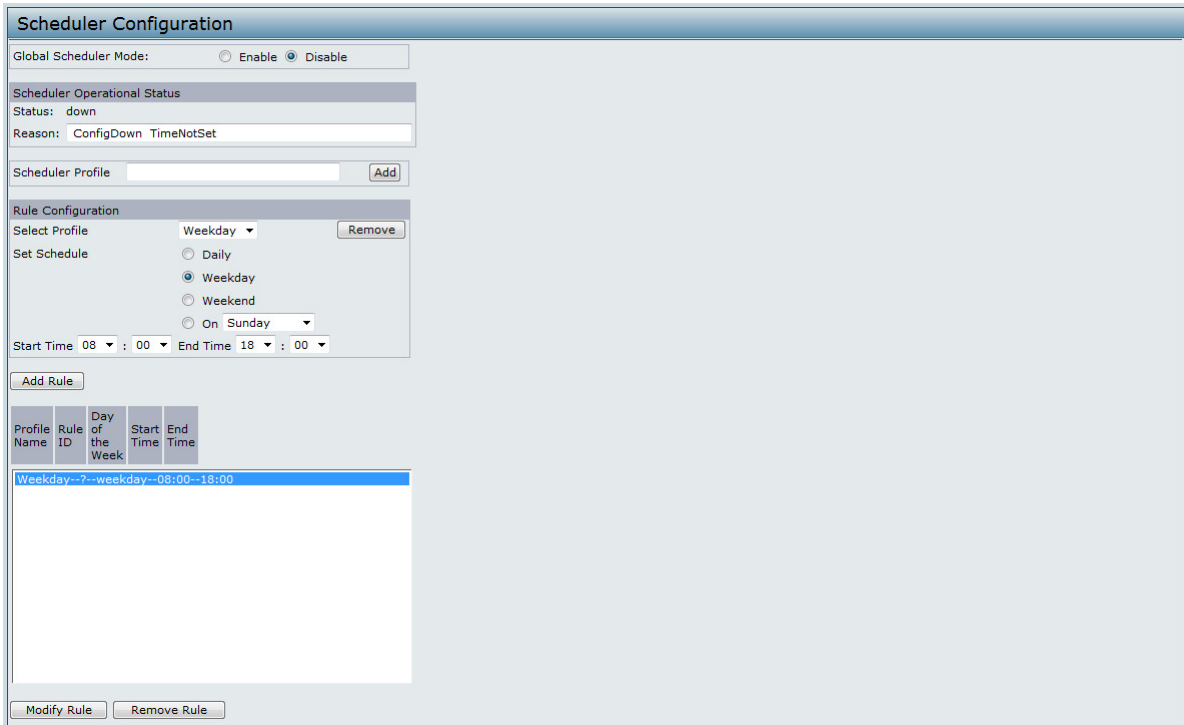 Scheduler Configuration
Global Scheduler Mode: Enable Disable
Scheduler Operational Status
Status: down
Reason: ConfigDown TimeNotSet
Scheduler Profile Add
Rule Configuration
Select Profile Weekday Remove
Set Schedule Daily
Weekday
Weekend
On Sunday
Start Time 08 : 00 End Time 18 : 00
Add Rule
Profile Name
Rule ID
Day of the Week
Start Time
End Time
Weekday--?--weekday--08:00--18:00
Modify Rule Remove Rule